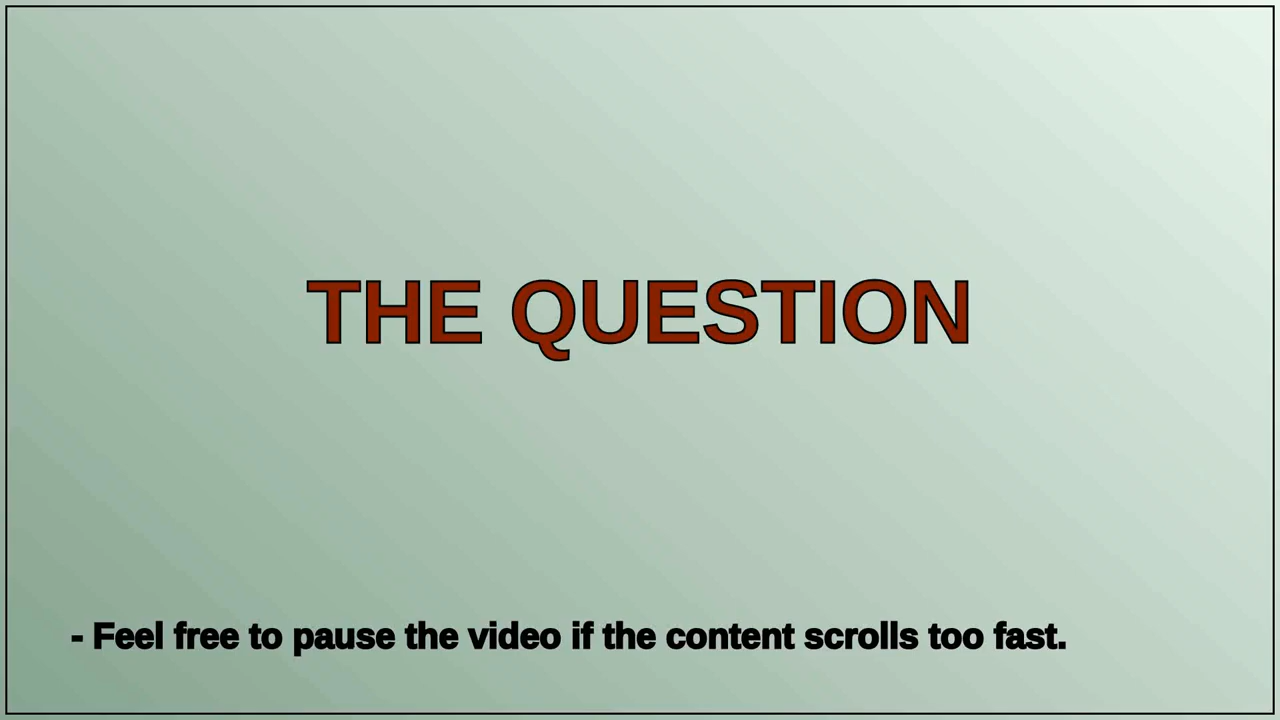 THE QUESTION
- Feel free to pause the video if the content scrolls too fast.